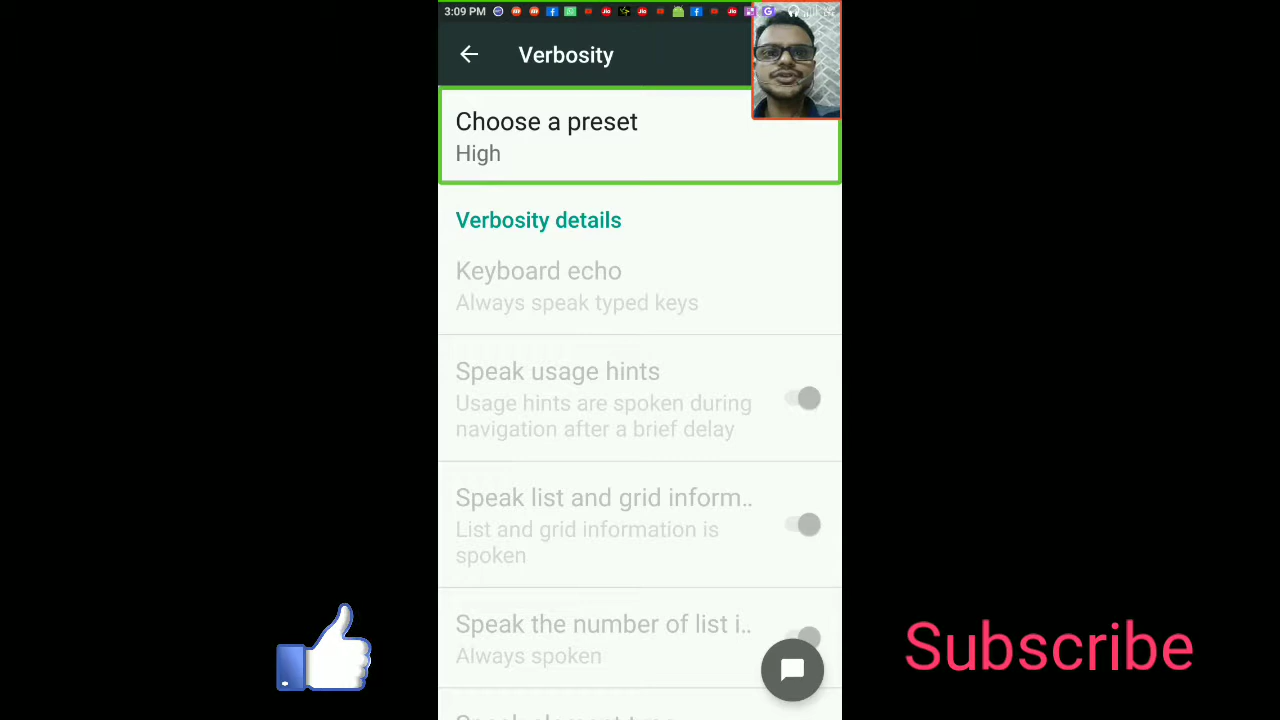 3:09 PM
Verbosity
Choose a preset
High
Verbosity details
Keyboard echo
Always speak typed keys
Speak usage hints
Usage hints are spoken during
navigation after a brief delay
Speak list and grid inform..
List and grid information is
spoken
Speak the number of list i..
Always spoken
Subscribe